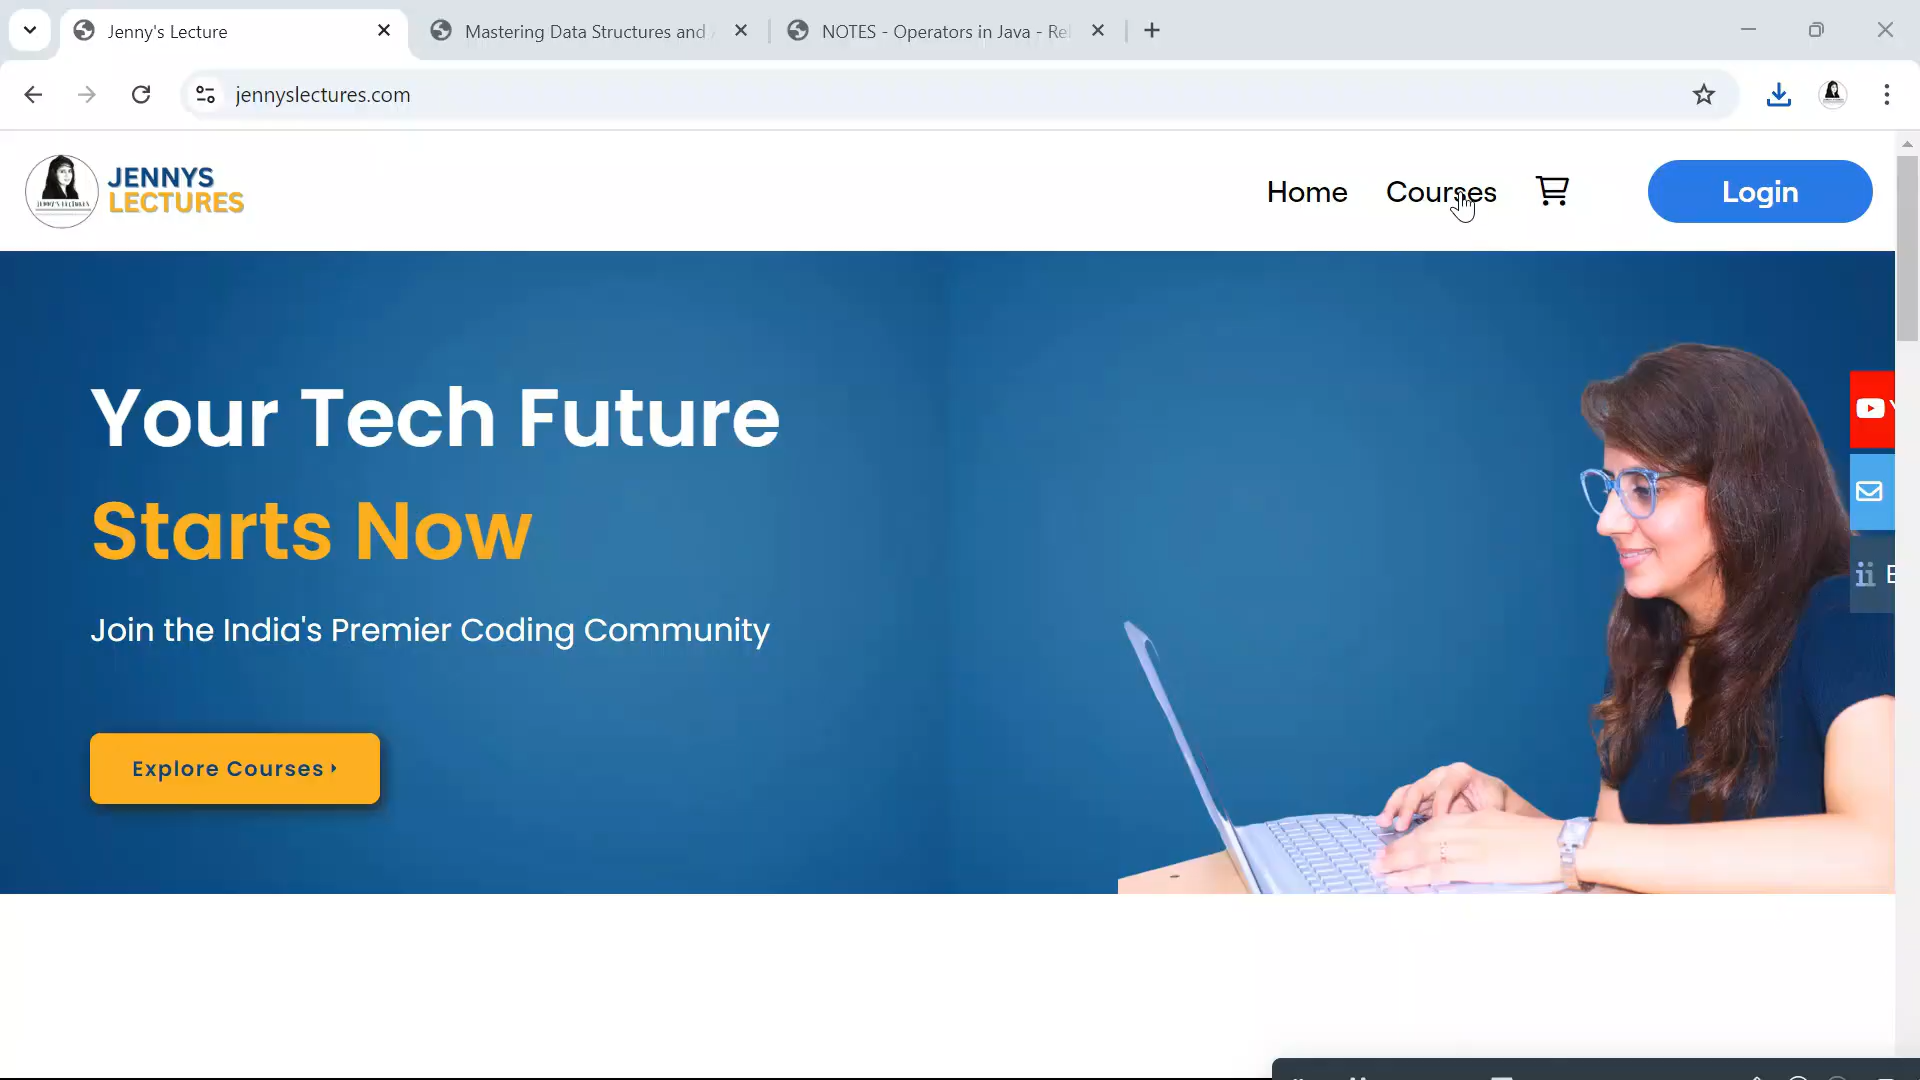 Jenny's Lecture
Mastering Data Structures and
NOTES - Operators in Java - Rel
jennyslectures.com
JENNYS
LECTURES
Home
Courses
Login
Your Tech Future
Starts Now
Join the India's Premier Coding Community
Explore Courses